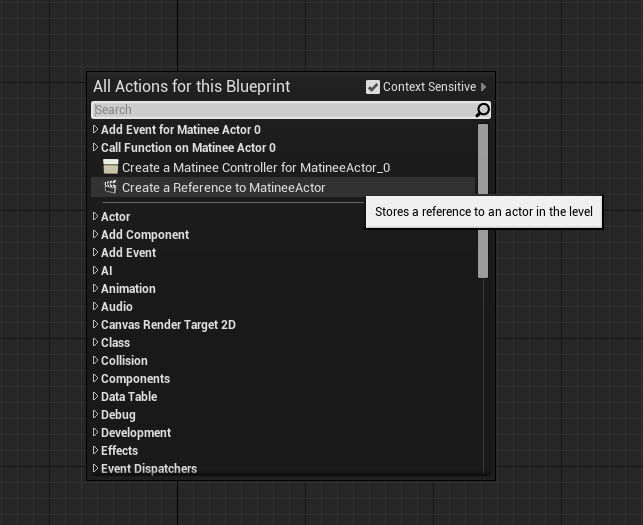 All Actions for this Blueprint
Context Sensitive
Search
Add Event for Matinee Actor 0
Call Function on Matinee Actor 0
Create a Matinee Controller for MatineeActor_0
Create a Reference to MatineeActor
Stores a reference to an actor in the level
Actor
Add Component
Add Event
AI
Animation
Audio
Canvas Render Target 2D
Class
Collision
Components
Data Table
Debug
Development
Effects
Event Dispatchers